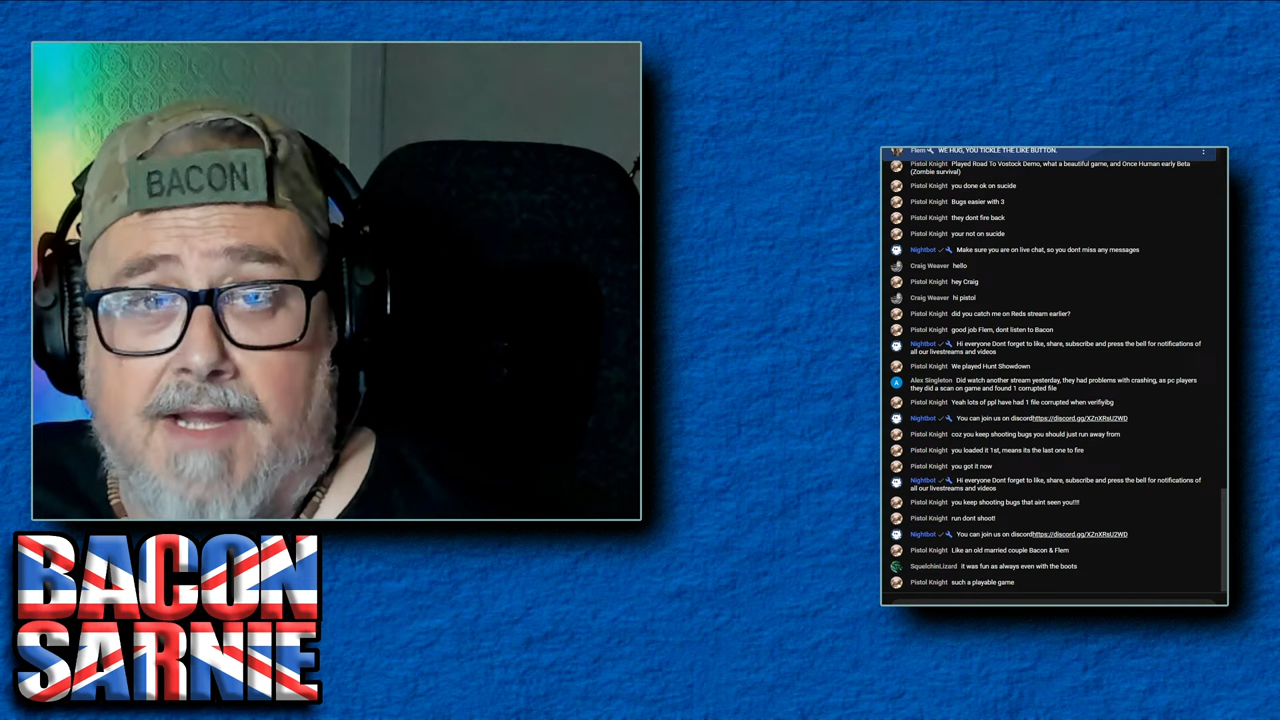 BACON
Flem WE HUG, YOU TICKLE THE LIKE BUTTON.
Pistol Knight Played Road To Vostock Demo, what a beautiful game, and Once Human early Beta
(Zombie survival)
Pistol Knight you done ok on sucide
Pistol Knight Bugs easier with 3
Pistol Knight they dont fire back
Pistol Knight your not on sucide
Nightbot Make sure you are on live chat, so you dont miss any messages
Craig Weaver hello
Pistol Knight hey Craig
Craig Weaver hi pistol
Pistol Knight did you catch me on Reds stream earlier?
Pistol Knight good job Flem, dont listen to Bacon
Nightbot Hi everyone Dont forget to like, share, subscribe and press the bell for notifications of
all our livestreams and videos
Pistol Knight We played Hunt Showdown
A Alex Singleton Did watch another stream yesterday, they had problems with crashing, as pc players
they did a scan on game and found 1 corrupted file
Pistol Knight Yeah lots of ppl have had 1 file corrupted when verifiyibg
Nightbot You can join us on discordhttps://discord.gg/XZnXRsU2WD
Pistol Knight coz you keep shooting bugs you should just run away from
Pistol Knight you loaded it 1st, means its the last one to fire
Pistol Knight you got it now
Nightbot Hi everyone Dont forget to like, share, subscribe and press the bell for notifications of
all our livestreams and videos
Pistol Knight you keep shooting bugs that aint seen you!!!!
Pistol Knight run dont shoot!
Nightbot You can join us on discordhttps://discord.gg/XZnXRsU2WD
Pistol Knight Like an old married couple Bacon & Flem
SquelchinLizard it was fun as always even with the boots
Pistol Knight such a playable game
BACON
SARNIE